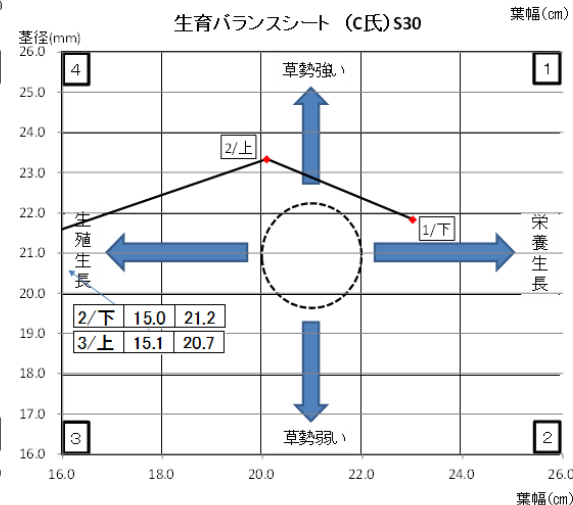 葉幅(cm)
生育バランスシート (C氏)S30
茎径(mm)
26.0
25.0
24.0
23.0
22.0
21.0
20.0
19.0
18.0
17.0
16.0
4
草勢強い
1
2/上
1/下
生殖生長
栄養生長
2/下 15.0 21.2
3/上 15.1 20.7
3
草勢弱い
2
16.0 18.0 20.0 22.0 24.0 26.0
葉幅(cm)